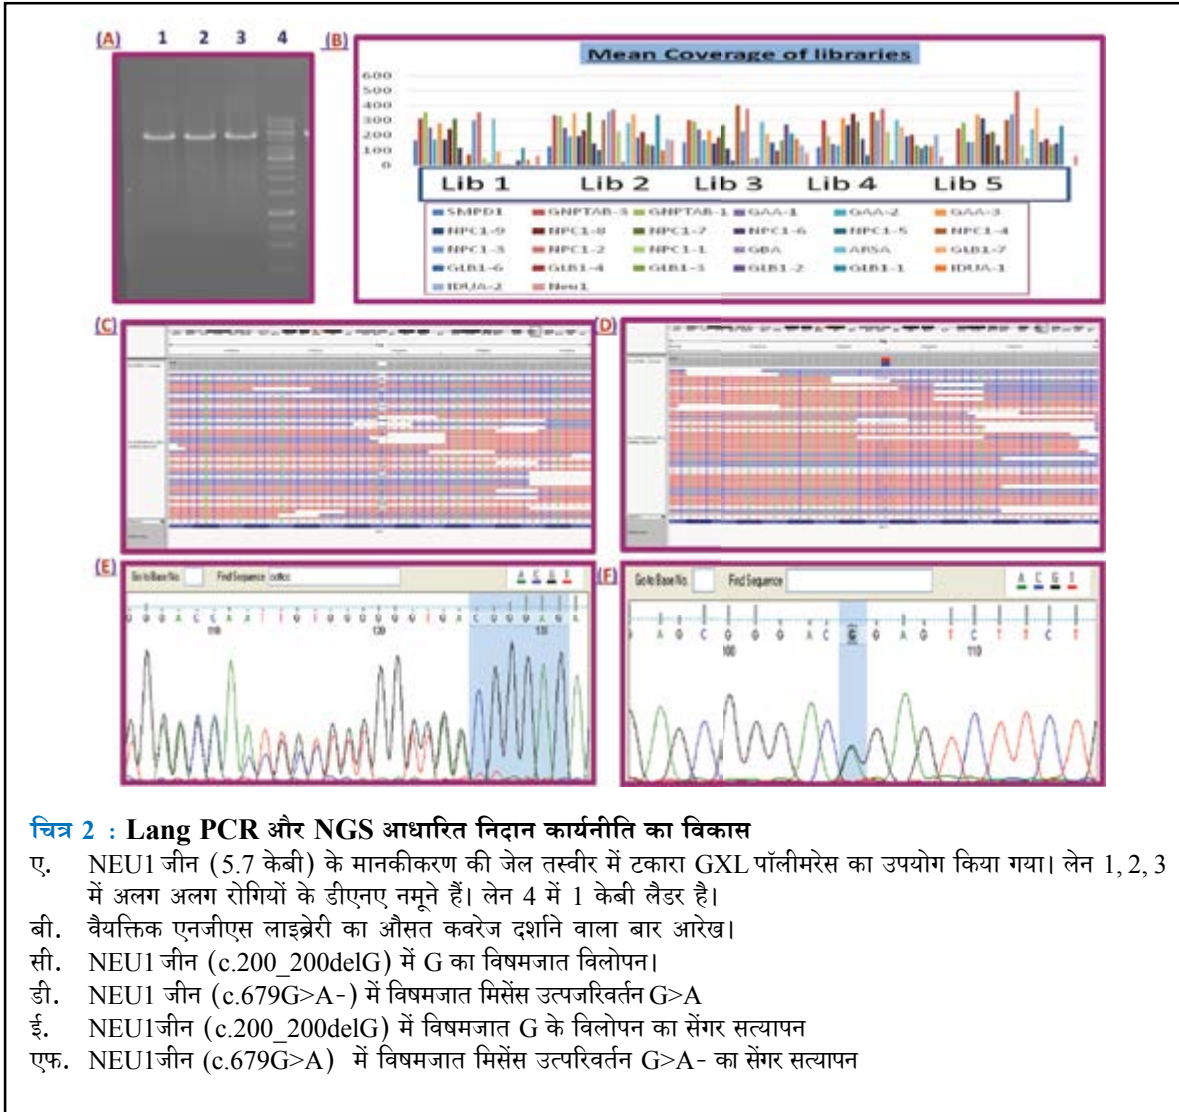 (A) 1 2 3 4 (B)
Mean Coverage of libraries
600
500
400
300
200
100
0
Lib 1 Lib 2 Lib 3 Lib 4 Lib 5
SMPD1 GNPTAB-3 GNPTAB-1 GAA-1 GAA-2 GAA-3
NPC1-9 NPC1-8 NPC1-7 NPC1-6 NPC1-5 NPC1-4
NPC1-3 NPC1-2 NPC1-1 GBA ARSA GLB1-7
GLB1-6 GLB1-4 GLB1-3 GLB1-2 GLB1-1 IDUA-1
IDUA-2 Neu1
(C) (D)
(E) Go to Base No. Find Sequence A C G T (F) Go to Base No. Find Sequence A C G T
110 120 130
G A G C G G G A C G G A G T C T T C T
100 110
चित्र 2 : Lang PCR और NGS आधारित निदान कार्यनीति का विकास
ए. NEU1 जीन (5.7 केबी) के मानकीकरण की जेल तस्वीर में टकारा GXL पॉलीमरेस का उपयोग किया गया। लेन 1, 2, 3
में अलग अलग रोगियों के डीएनए नमूने हैं। लेन 4 में 1 केबी लैडर है।
बी. वैयक्तिक एनजीएस लाइब्रेरी का औसत कवरेज दर्शाने वाला बार आरेख।
सी. NEU1 जीन (c.200_200delG) में G का विषमजात विलोपन।
डी. NEU1 जीन (c.679G>A-) में विषमजात मिसेंस उत्पजरिवर्तन G>A
ई. NEU1जीन (c.200_200delG) में विषमजात G के विलोपन का सेंगर सत्यापन
एफ. NEU1जीन (c.679G>A) में विषमजात मिसेंस उत्परिवर्तन G>A- का सेंगर सत्यापन